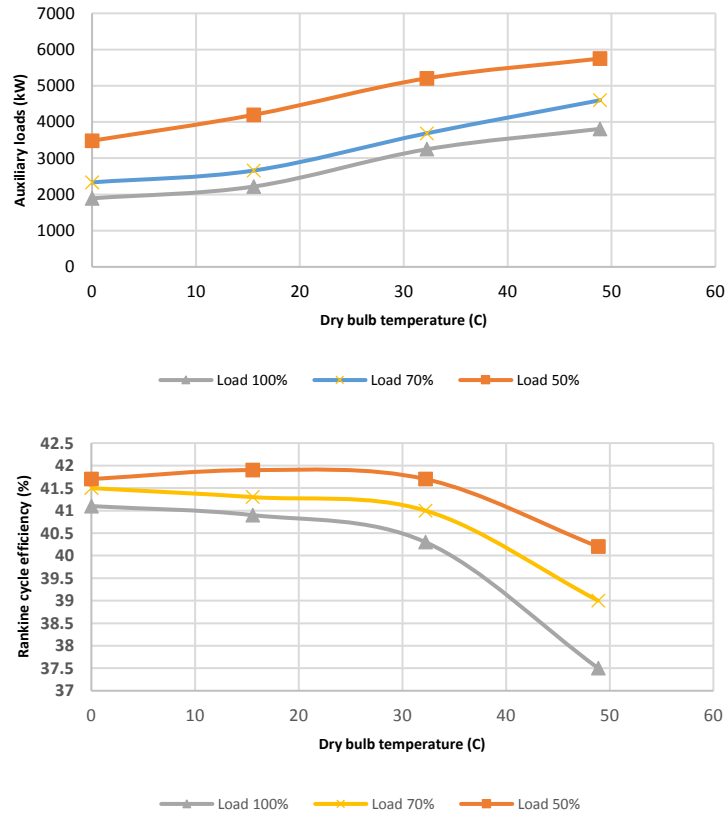 7000
6000
5000
4000
3000
2000
1000
0
Auxiliary loads (kW)
0 10 20 30 40 50 60
Dry bulb temperature (C)
Load 100% Load 70% Load 50%
42.5
42
41.5
41
40.5
40
39.5
39
38.5
38
37.5
37
Rankine cycle efficiency (%)
0 10 20 30 40 50 60
Dry bulb temperature (C)
Load 100% Load 70% Load 50%